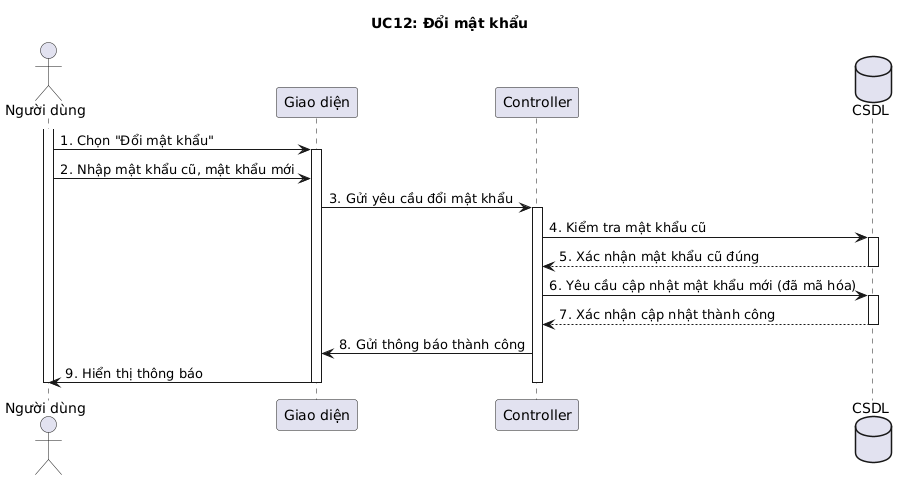 UC12: Đổi mật khẩu
Người dùng
Giao diện
Controller
CSDL
1. Chọn "Đổi mật khẩu"
2. Nhập mật khẩu cũ, mật khẩu mới
3. Gửi yêu cầu đổi mật khẩu
4. Kiểm tra mật khẩu cũ
5. Xác nhận mật khẩu cũ đúng
6. Yêu cầu cập nhật mật khẩu mới (đã mã hóa)
7. Xác nhận cập nhật thành công
8. Gửi thông báo thành công
9. Hiển thị thông báo
Người dùng
Giao diện
Controller
CSDL